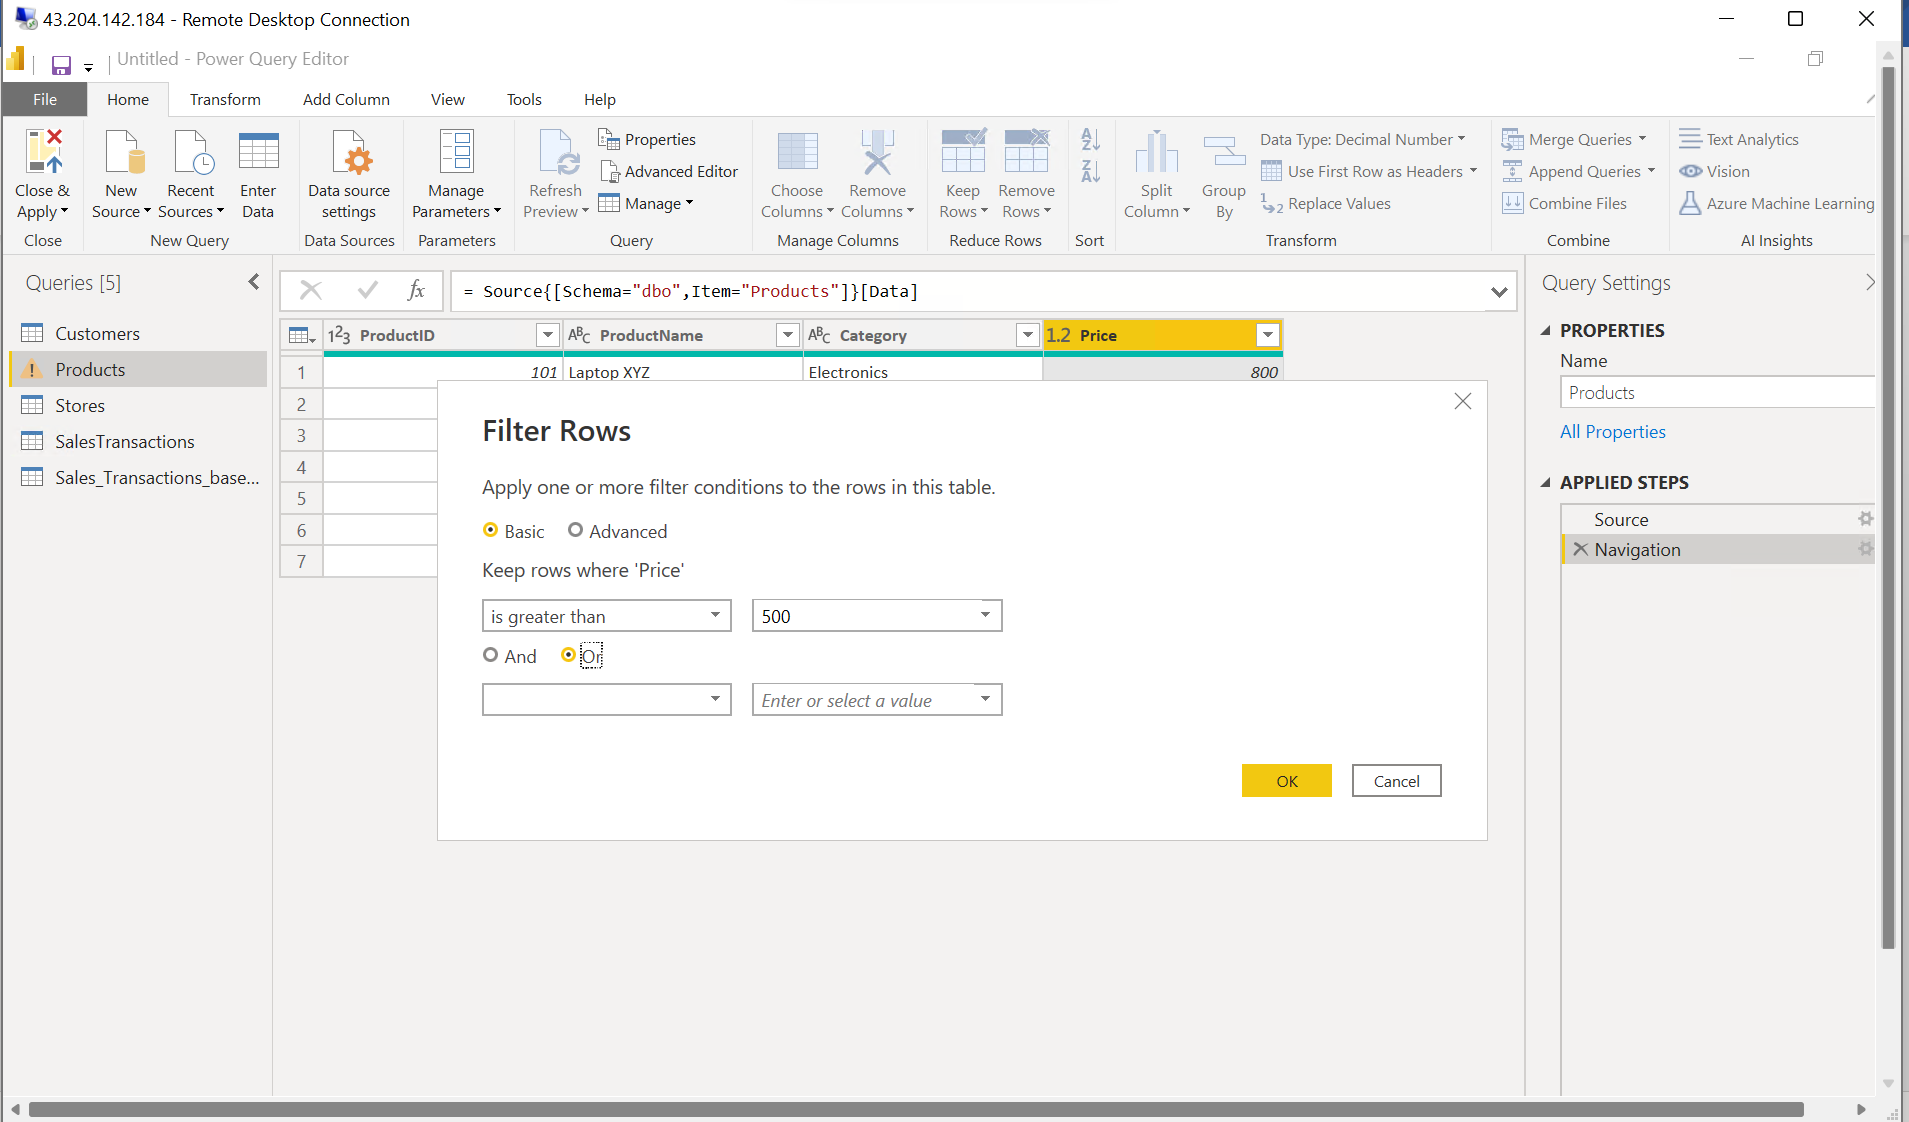 43.204.142.184 - Remote Desktop Connection
Untitled - Power Query Editor
File Home Transform Add Column View Tools Help
Close & Apply
Close
New Source
Recent Sources
Enter Data
New Query
Data source settings
Data Sources
Manage Parameters
Parameters
Refresh Preview
Properties
Advanced Editor
Manage
Query
Choose Columns
Remove Columns
Manage Columns
Keep Rows
Remove Rows
Reduce Rows
A
Z
Z
A
Sort
Split Column
Group By
Data Type: Decimal Number
Use First Row as Headers
1 2 Replace Values
Transform
Merge Queries
Append Queries
Combine Files
Combine
Text Analytics
Vision
Azure Machine Learning
AI Insights
Queries [5]
Customers
Products
Stores
SalesTransactions
Sales_Transactions_base...
fx
= Source{[Schema="dbo",Item="Products"]}[Data]
123 ProductID ABC ProductName ABC Category 1.2 Price
1 101 Laptop XYZ Electronics 800
2
3
4
5
6
7
Filter Rows
Apply one or more filter conditions to the rows in this table.
Basic Advanced
Keep rows where 'Price'
is greater than 500
And Or
Enter or select a value
OK Cancel
Query Settings
PROPERTIES
Name
Products
All Properties
APPLIED STEPS
Source
Navigation